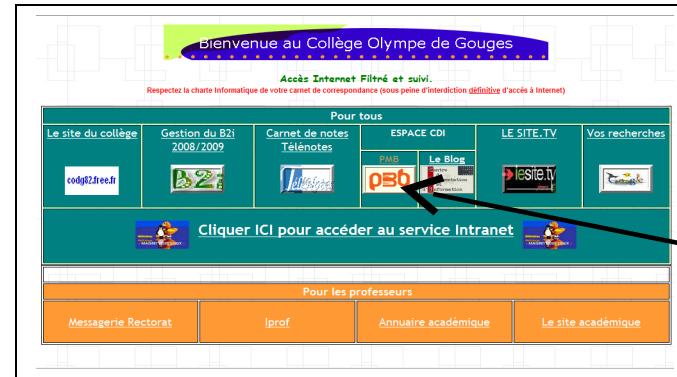 Bienvenue au Collège Olympe de Gouges
Accès Internet Filtré et suivi.
Respectez la charte Informatique de votre carnet de correspondance (sous peine d'interdiction définitive d'accès à Internet)
Pour tous
Le site du collège
Gestion du B2i
2008/2009
Carnet de notes
Télénotes
ESPACE CDI
LE SITE.TV
Vos recherches
PMB
Le Blog
codg82.free.fr
B2i
Télénotes
lesite.tv
Google
Cliquer ICI pour accéder au service Intranet
Pour les professeurs
Messagerie Rectorat
Iprof
Annuaire académique
Le site académique